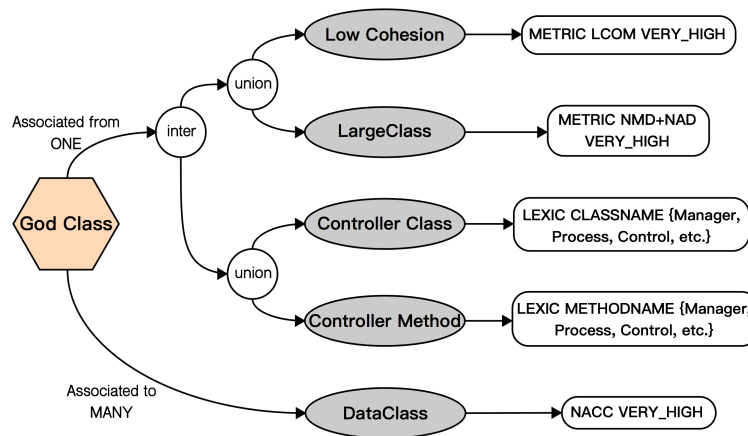 Low Cohesion
METRIC LCOM VERY_HIGH
union
Associated from
ONE
inter
LargeClass
METRIC NMD+NAD
VERY_HIGH
God Class
Controller Class
LEXIC CLASSNAME {Manager,
Process, Control, etc.}
union
Controller Method
LEXIC METHODNAME {Manager,
Process, Control, etc.}
Associated to
MANY
DataClass
NACC VERY_HIGH